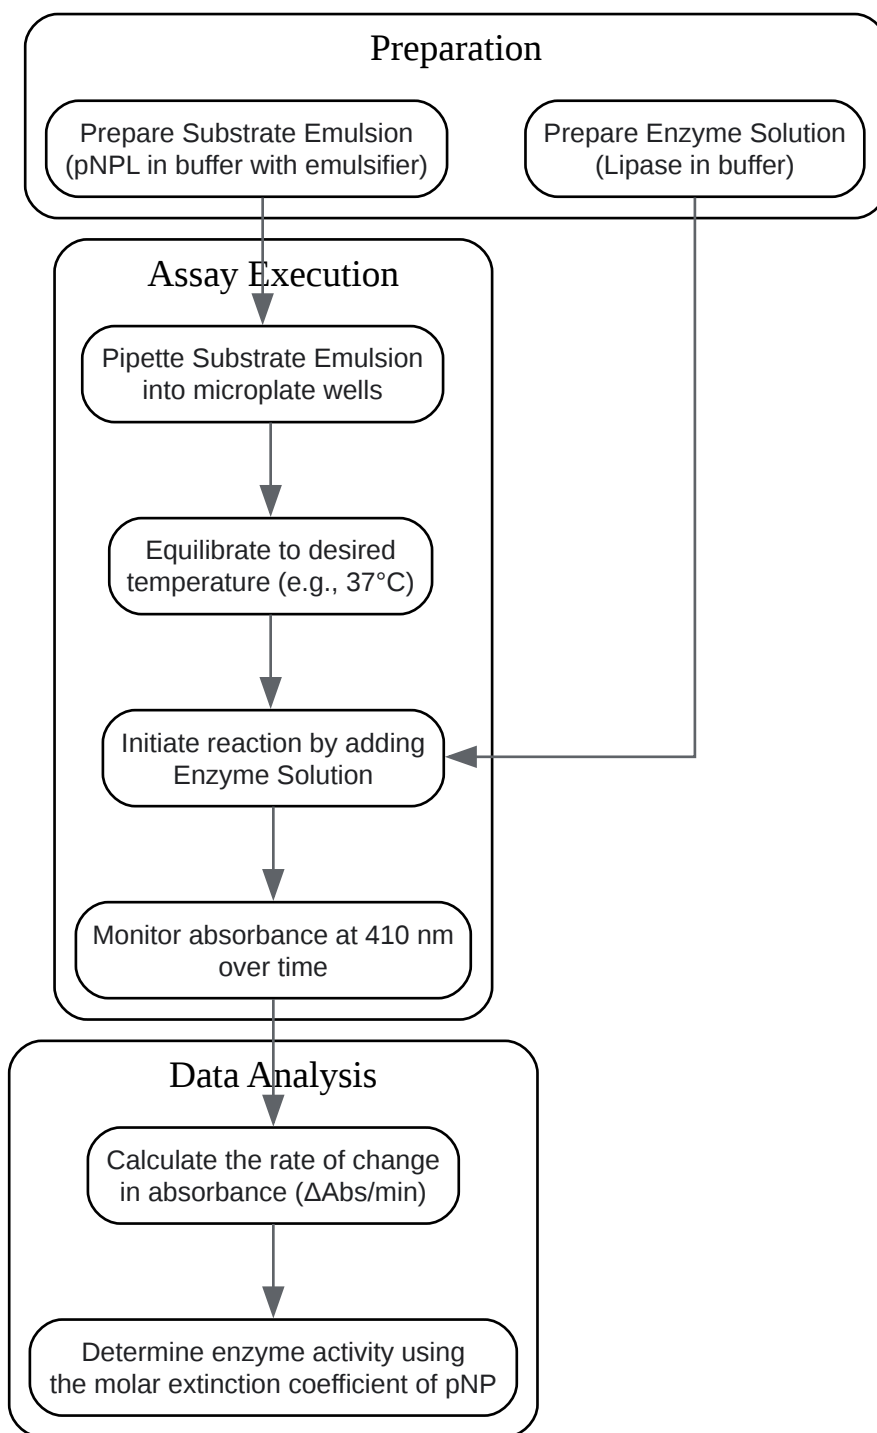 Preparation
Prepare Substrate Emulsion
(pNPL in buffer with emulsifier)
Prepare Enzyme Solution
(Lipase in buffer)
Assay Execution
Pipette Substrate Emulsion
into microplate wells
Equilibrate to desired
temperature (e.g., 37°C)
Initiate reaction by adding
Enzyme Solution
Monitor absorbance at 410 nm
over time
Data Analysis
Calculate the rate of change
in absorbance (ΔAbs/min)
Determine enzyme activity using
the molar extinction coefficient of pNP